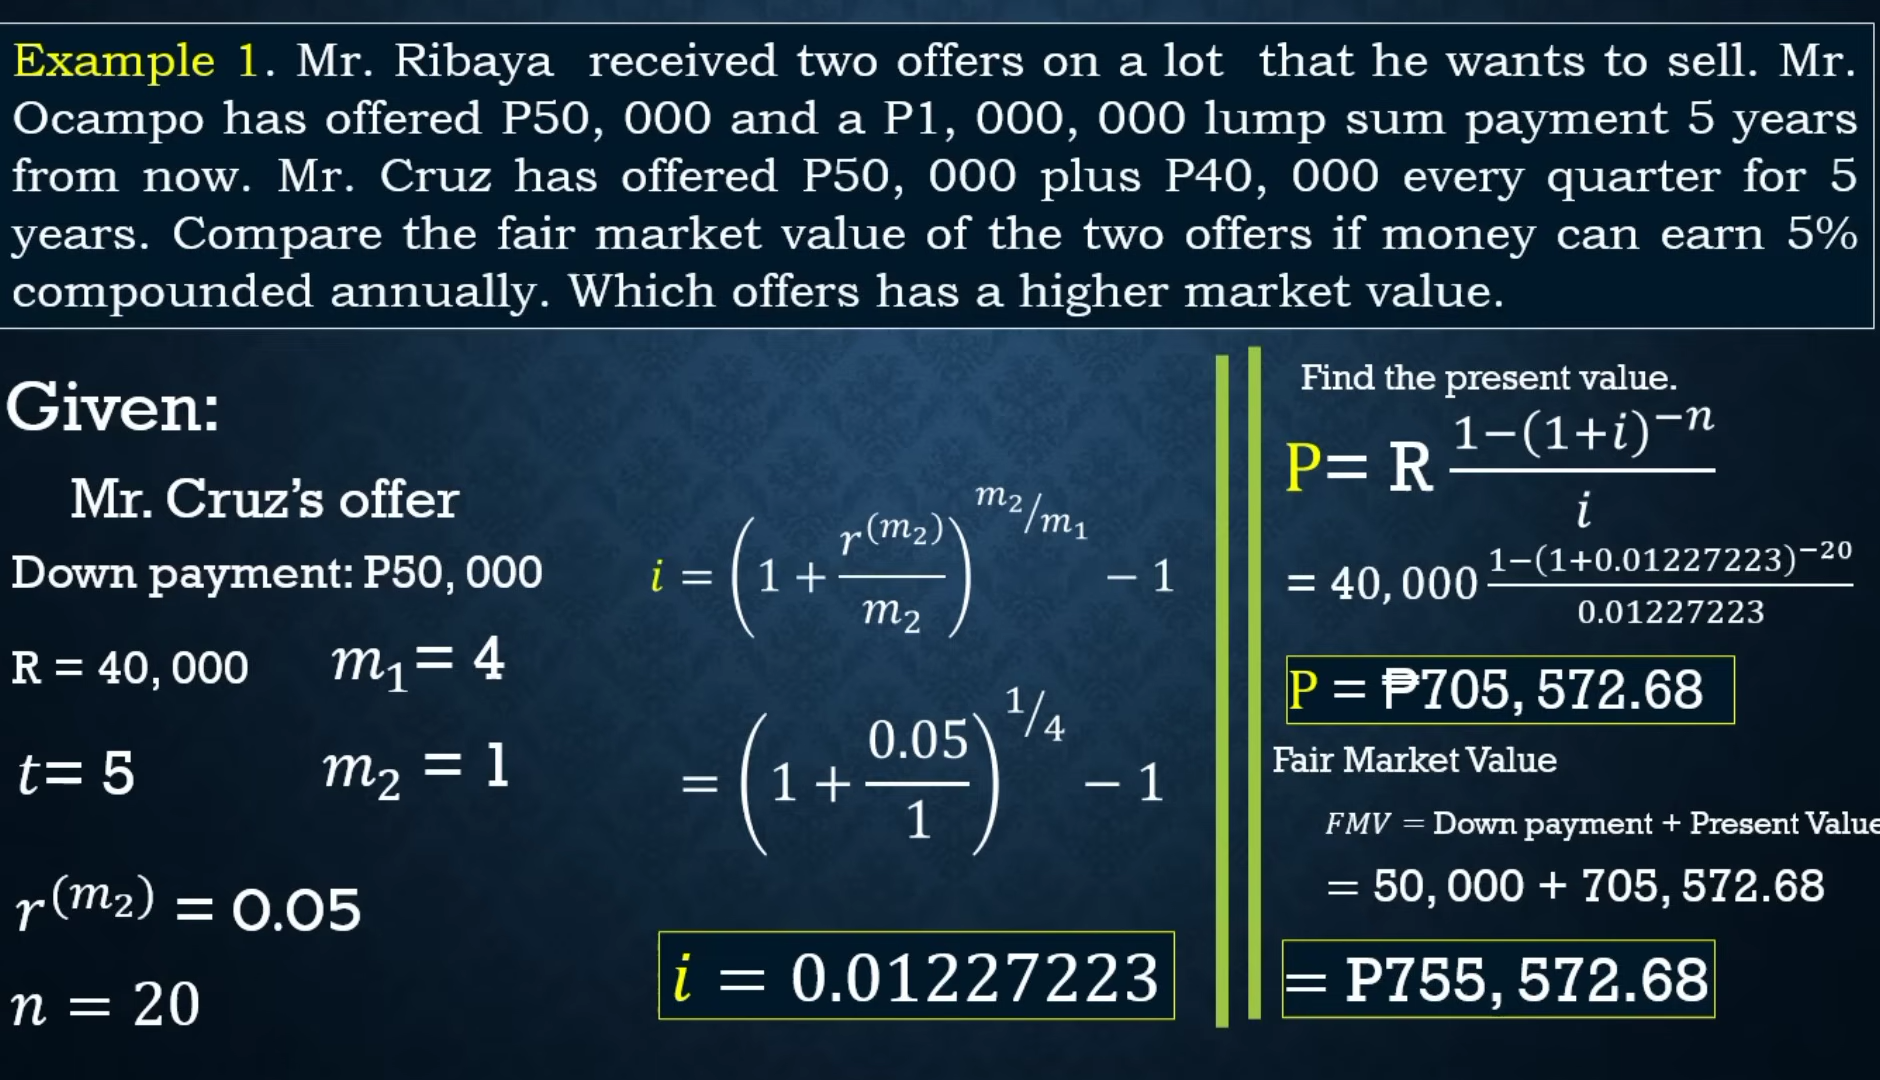 Example 1. Mr. Ribaya received two offers on a lot that he wants to sell. Mr.
Ocampo has offered P50, 000 and a P1, 000, 000 lump sum payment 5 years
from now. Mr. Cruz has offered P50, 000 plus P40, 000 every quarter for 5
years. Compare the fair market value of the two offers if money can earn 5%
compounded annually. Which offers has a higher market value.
Given:
Mr. Cruz’s offer
Down payment: P50, 000
R = 40, 000 m₁ = 4
t= 5 m₂ = 1
r^(m₂) = 0.05
n = 20
i = (1 + r^(m₂)/m₂)^(m₂/m₁) − 1
= (1 + 0.05/1)^(1/4) − 1
i = 0.01227223
Find the present value.
P= R (1−(1+i)^−n)/i
= 40, 000 (1−(1+0.01227223)^−20)/0.01227223
P = ₱705, 572.68
Fair Market Value
FMV = Down payment + Present Value
= 50, 000 + 705, 572.68
= P755, 572.68